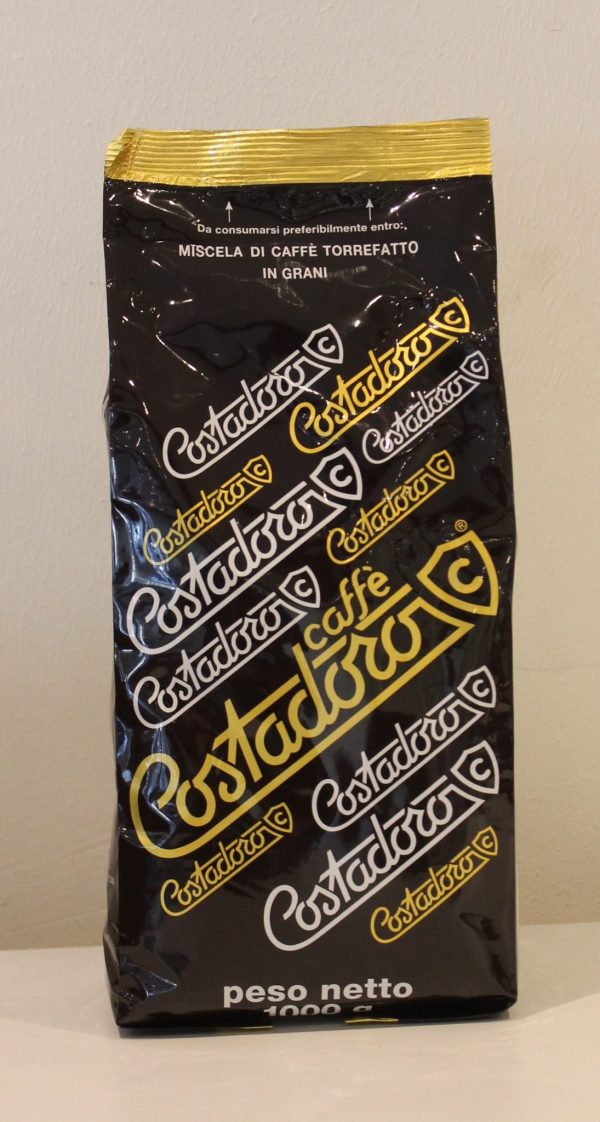 Da consumarsi preferibilmente entro:
MISCELA DI CAFFÈ TORREFATTO
IN GRANI
Costadoro C
Costadoro C
Costadoro C
Costadoro C
Costadoro C
Costadoro C
Costadoro C
caffè
Costadoro C ®
Costadoro C
Costadoro C
Costadoro C
Costadoro C
peso netto
1000 g